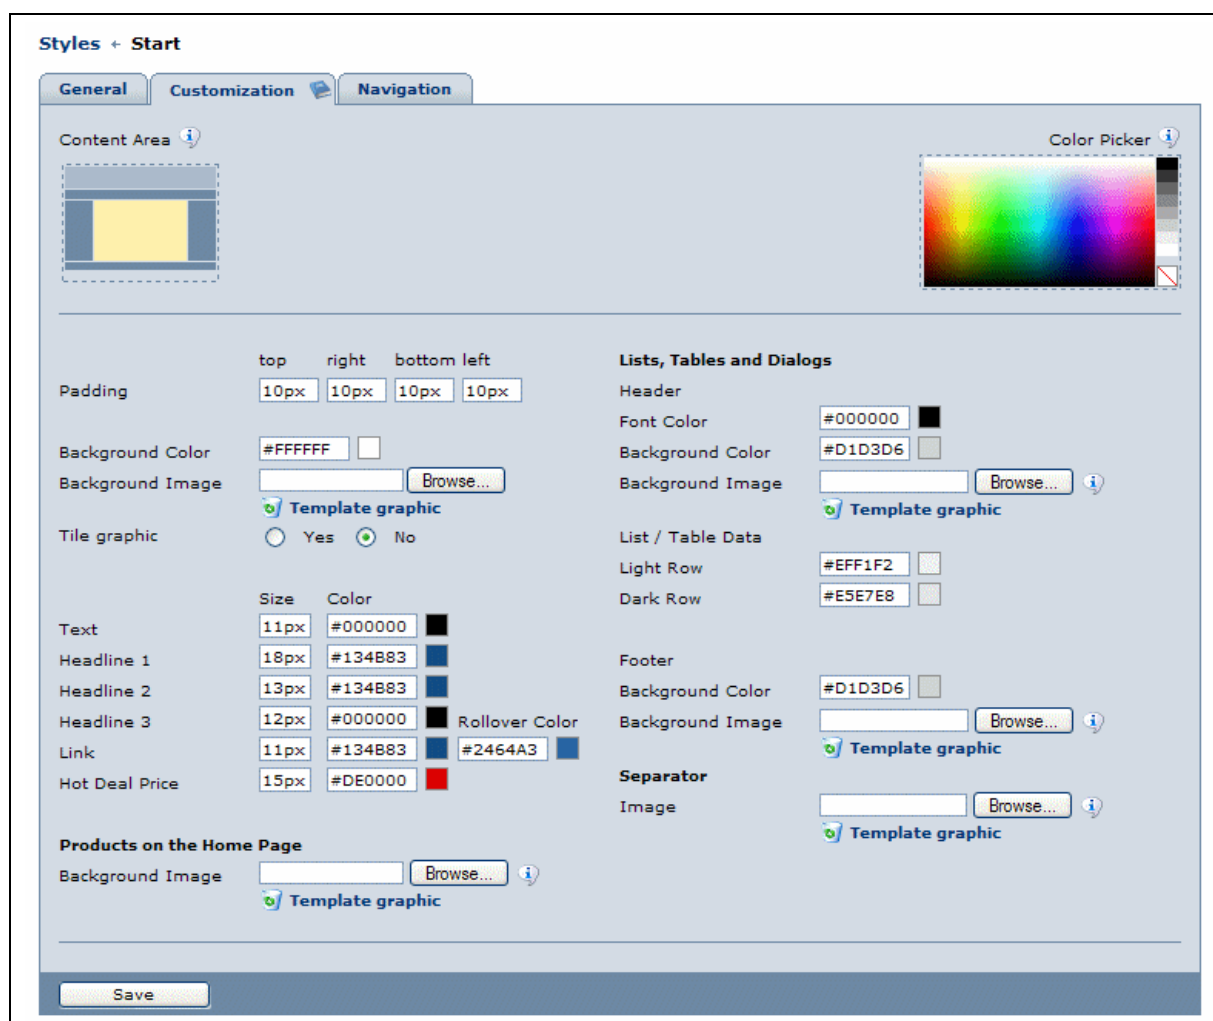 Styles ← Start
General Customization Navigation
Content Area
Color Picker
top right bottom left
Padding 10px 10px 10px 10px
Background Color #FFFFFF
Background Image Browse...
Template graphic
Tile graphic Yes No
Size Color
Text 11px #000000
Headline 1 18px #134B83
Headline 2 13px #134B83
Headline 3 12px #000000 Rollover Color
Link 11px #134B83 #2464A3
Hot Deal Price 15px #DE0000
Products on the Home Page
Background Image Browse...
Template graphic
Lists, Tables and Dialogs
Header
Font Color #000000
Background Color #D1D3D6
Background Image Browse...
Template graphic
List / Table Data
Light Row #EFF1F2
Dark Row #E5E7E8
Footer
Background Color #D1D3D6
Background Image Browse...
Template graphic
Separator
Image Browse...
Template graphic
Save